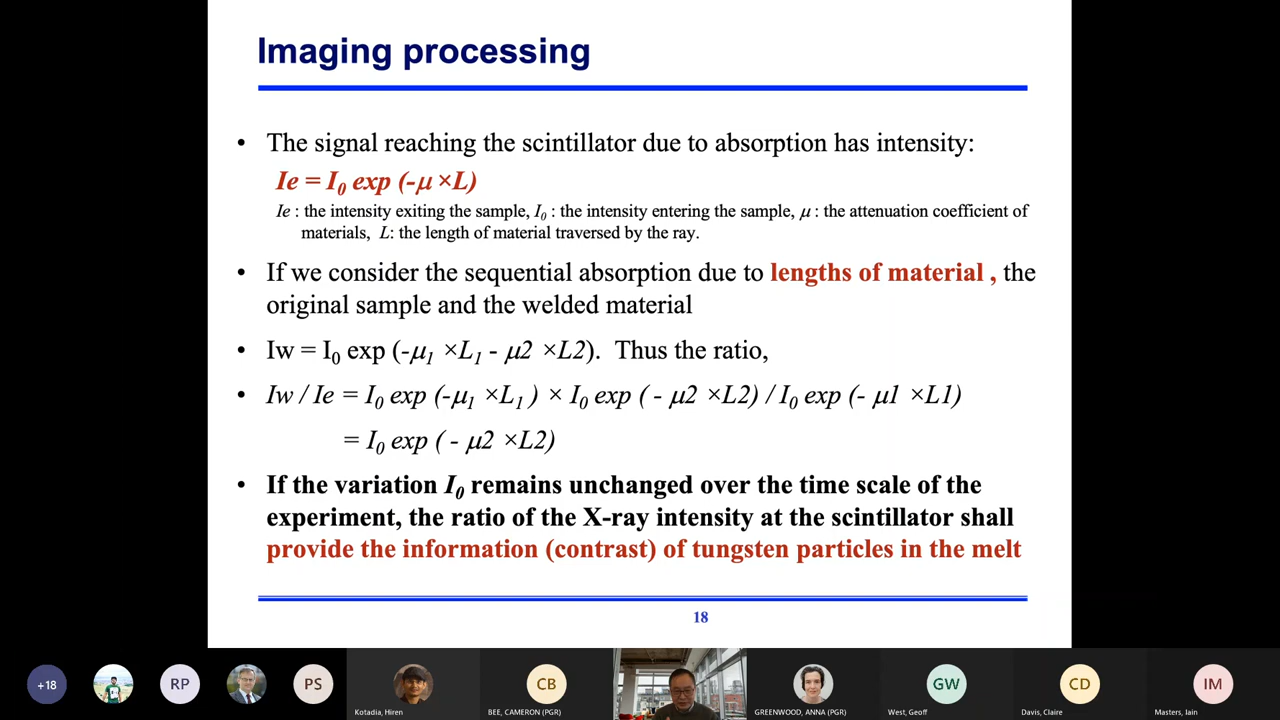 Imaging processing
• The signal reaching the scintillator due to absorption has intensity:
Ie = I₀ exp (-μ ×L)
Ie : the intensity exiting the sample, I₀ : the intensity entering the sample, μ : the attenuation coefficient of
materials, L: the length of material traversed by the ray.
• If we consider the sequential absorption due to lengths of material , the
original sample and the welded material
• Iw = I₀ exp (-μ₁ ×L₁ - μ2 ×L2). Thus the ratio,
• Iw / Ie = I₀ exp (-μ₁ ×L₁ ) × I₀ exp ( - μ2 ×L2) / I₀ exp (- μ1 ×L1)
= I₀ exp ( - μ2 ×L2)
• If the variation I₀ remains unchanged over the time scale of the
experiment, the ratio of the X-ray intensity at the scintillator shall
provide the information (contrast) of tungsten particles in the melt
18
+18
RP
PS
Kotadia, Hiren
CB
BEE, CAMERON (PGR)
GREENWOOD, ANNA (PGR)
GW
West, Geoff
CD
Davis, Claire
IM
Masters, Iain